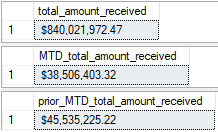 total_amount_received
1 $840,021,972.47
MTD_total_amount_received
1 $38,506,403.32
prior_MTD_total_amount_received
1 $45,535,225.22